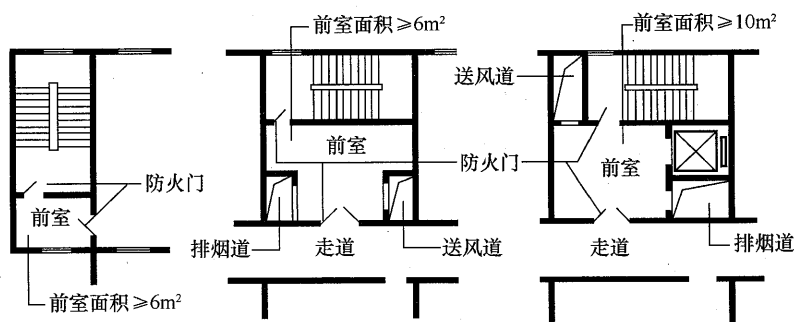 前室面积≥6m²
前室面积≥10m²
送风道
前室
防火门
前室
防火门
前室
排烟道
走道
送风道
走道
排烟道
前室面积≥6m²